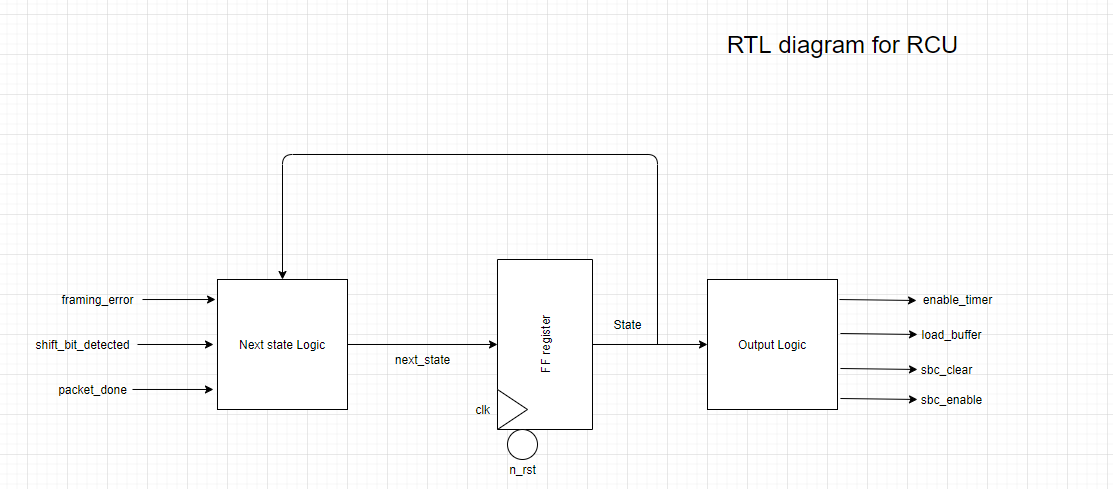 RTL diagram for RCU
framing_error
shift_bit_detected
packet_done
Next state Logic
next_state
FF register
clk
n_rst
State
Output Logic
enable_timer
load_buffer
sbc_clear
sbc_enable